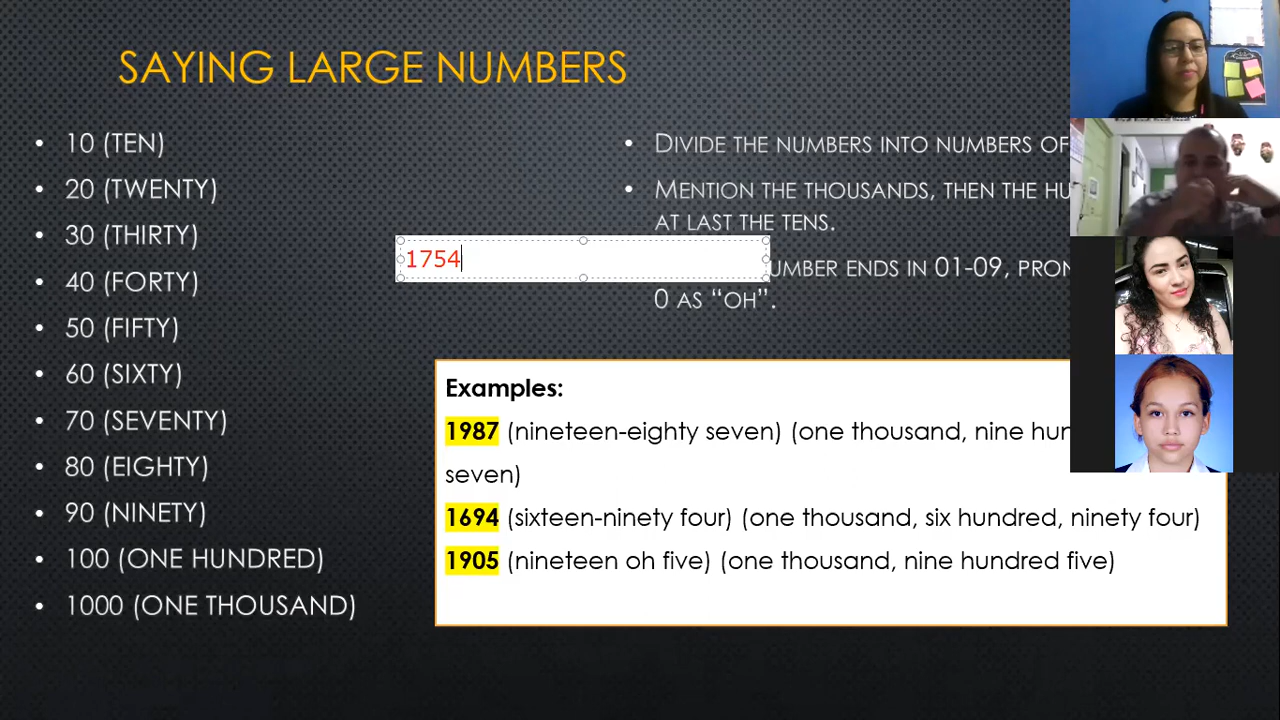 SAYING LARGE NUMBERS
• 10 (TEN)
• 20 (TWENTY)
• 30 (THIRTY)
• 40 (FORTY)
• 50 (FIFTY)
• 60 (SIXTY)
• 70 (SEVENTY)
• 80 (EIGHTY)
• 90 (NINETY)
• 100 (ONE HUNDRED)
• 1000 (ONE THOUSAND)
• DIVIDE THE NUMBERS INTO NUMBERS OF
• MENTION THE THOUSANDS, THEN THE HU
AT LAST THE TENS.
1754
UMBER ENDS IN 01-09, PRON
0 AS “OH”.
Examples:
1987 (nineteen-eighty seven) (one thousand, nine hun
seven)
1694 (sixteen-ninety four) (one thousand, six hundred, ninety four)
1905 (nineteen oh five) (one thousand, nine hundred five)